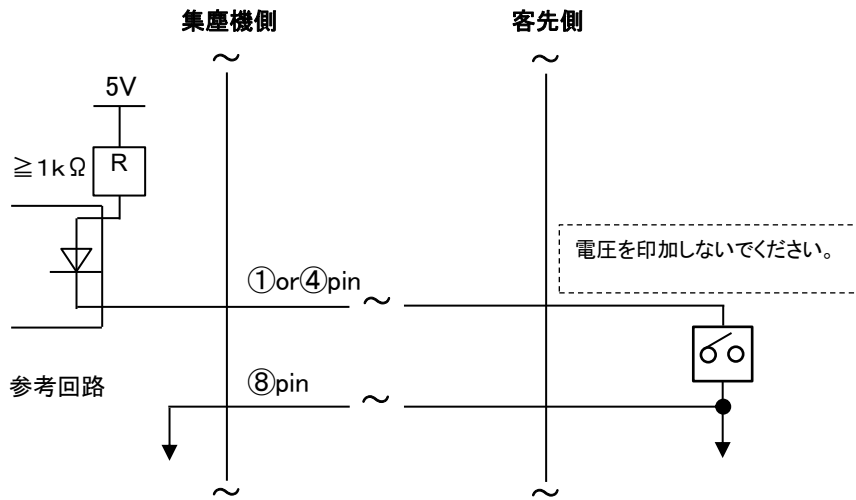 集塵機側
客先側
5V
≧1kΩ
R
電圧を印加しないでください。
①or④pin
参考回路
⑧pin